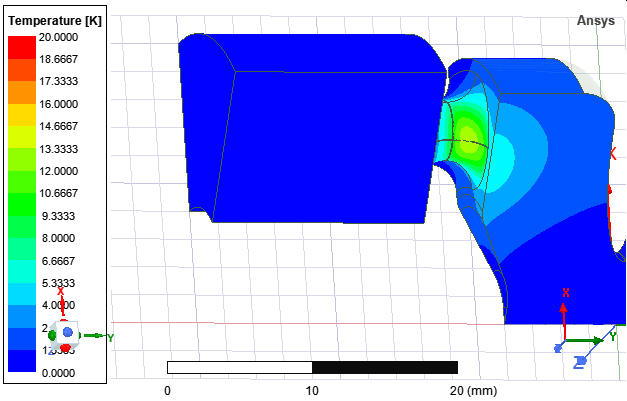 Temperature [K]
20.0000
18.6667
17.3333
16.0000
14.6667
13.3333
12.0000
10.6667
9.3333
8.0000
6.6667
5.3333
4.0000
0.0000
Ansys
X
X
Y
Z
X
Y
Z
0
10
20 (mm)